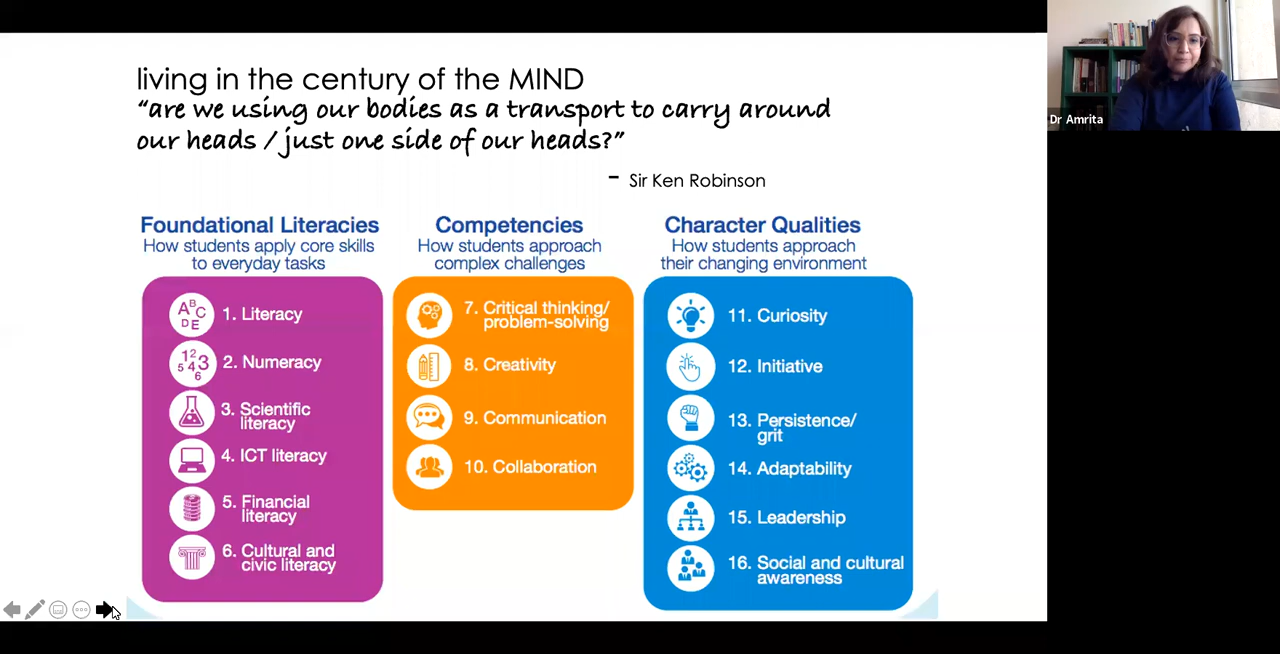 living in the century of the MIND
“are we using our bodies as a transport to carry around
our heads / just one side of our heads?”
– Sir Ken Robinson
Foundational Literacies
How students apply core skills
to everyday tasks
ABC
DE
1. Literacy
12
543
6
2. Numeracy
3. Scientific
literacy
4. ICT literacy
5. Financial
literacy
6. Cultural and
civic literacy
Competencies
How students approach
complex challenges
7. Critical thinking/
problem-solving
8. Creativity
9. Communication
10. Collaboration
Character Qualities
How students approach
their changing environment
11. Curiosity
12. Initiative
13. Persistence/
grit
14. Adaptability
15. Leadership
16. Social and cultural
awareness
Dr Amrita